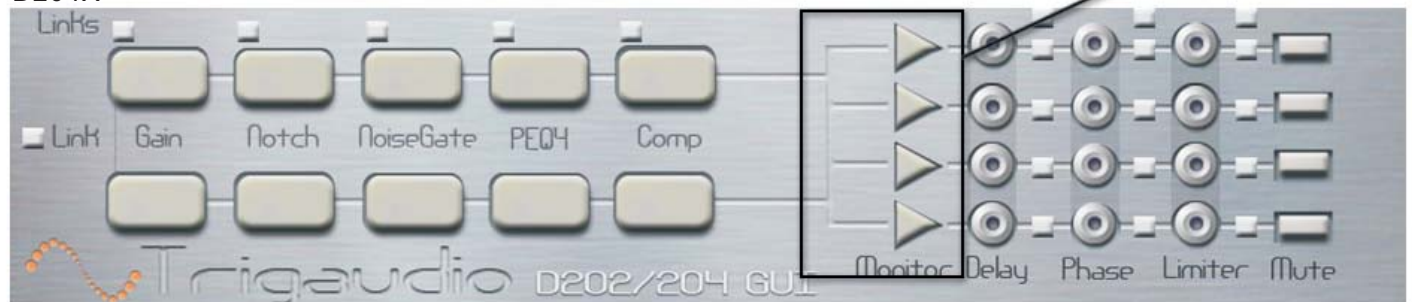 Links
Link Gain Notch NoiseGate PEQ4 Comp
Monitor Delay Phase Limiter Mute
Trigaudio D202/204 GUI